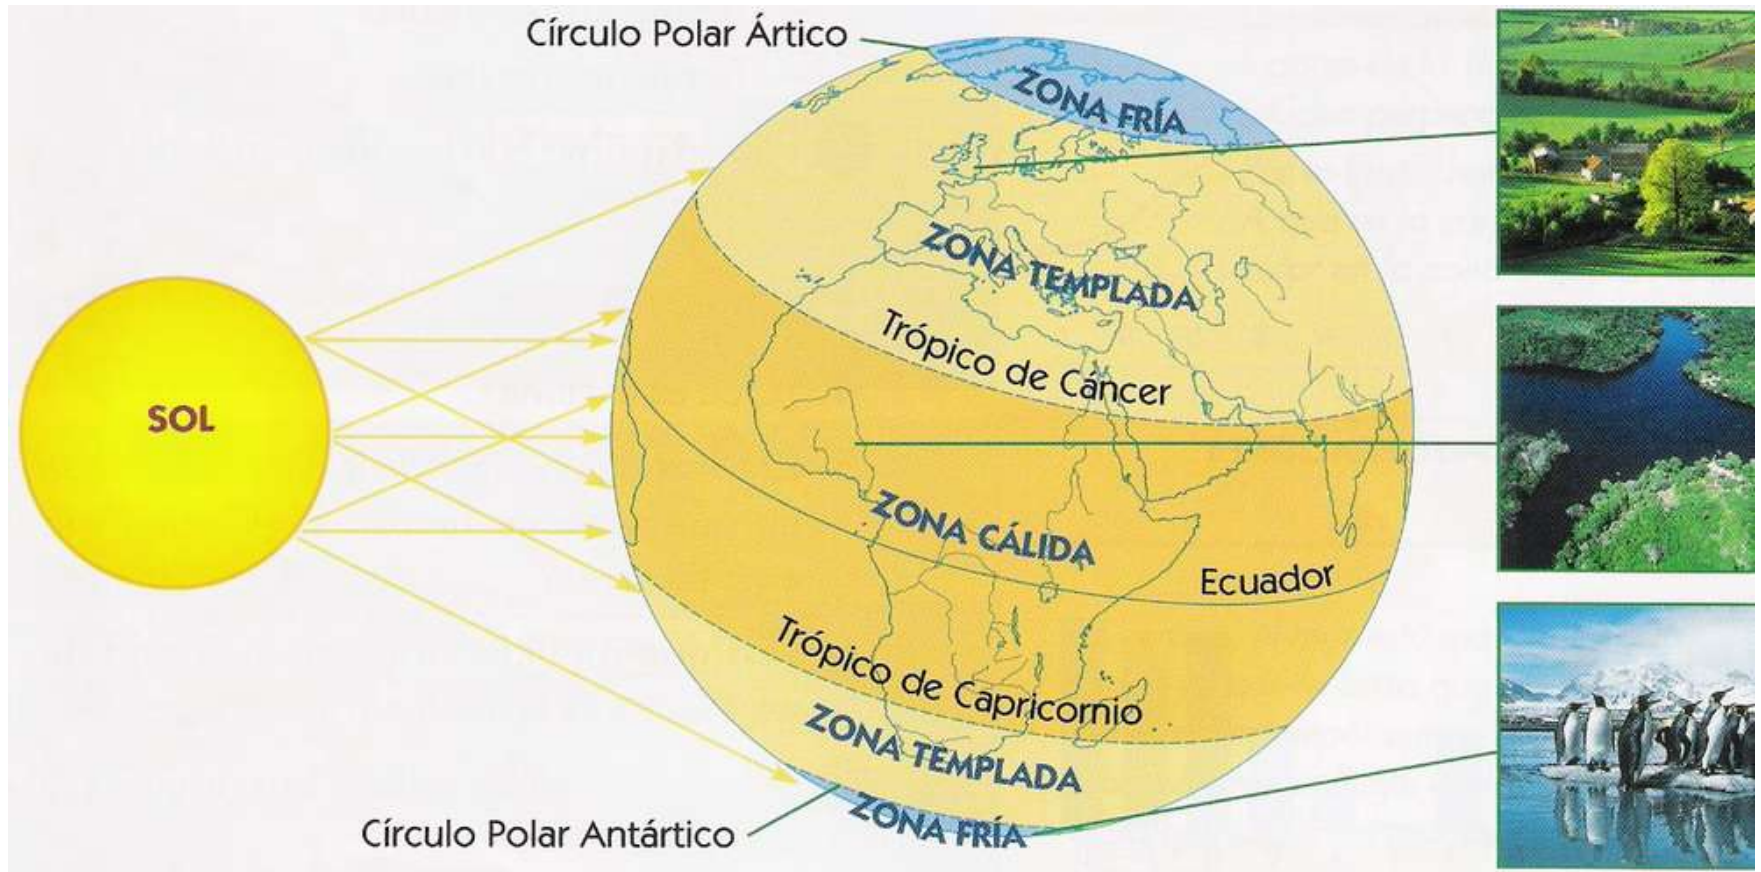 Círculo Polar Ártico
ZONA FRÍA
ZONA TEMPLADA
Trópico de Cáncer
SOL
ZONA CÁLIDA
Ecuador
Trópico de Capricornio
ZONA TEMPLADA
Círculo Polar Antártico
ZONA FRÍA